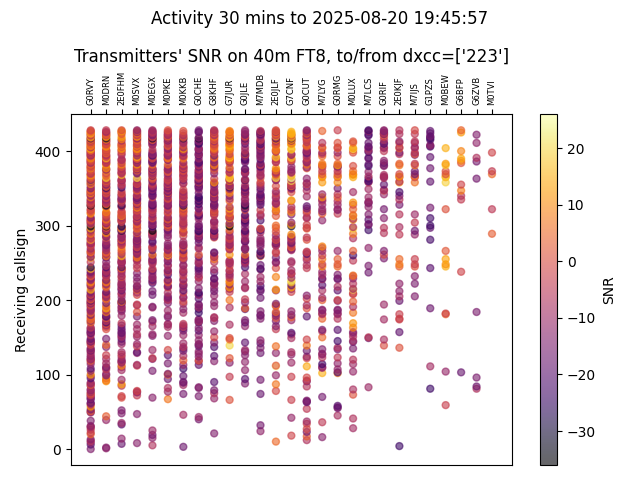 Activity 30 mins to 2025-08-20 19:45:57
Transmitters' SNR on 40m FT8, to/from dxcc=['223']
G0RVY M0DRN 2E0FHM M0SVX M0EGX M0PKE M0KKB G0CHE G8KHF G7JUR G0JLE M7MDB 2E0JLF G7CNF G0CUT M7LYG G0RMG M0LUX M7LCS G0RIF 2E0KJF M7IJS G1PZS M0BEW G6BFP G6ZVB M0TVI
400
300
200
100
0
Receiving callsign
20
10
0
−10
−20
−30
SNR